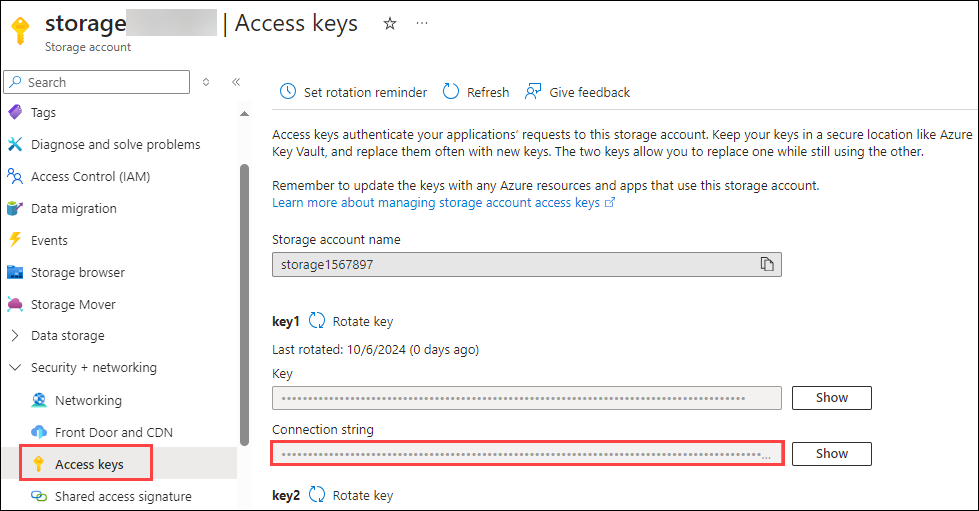 storage | Access keys
Storage account
Search
Tags
Diagnose and solve problems
Access Control (IAM)
Data migration
Events
Storage browser
Storage Mover
Data storage
Security + networking
Networking
Front Door and CDN
Access keys
Shared access signature
Set rotation reminder
Refresh
Give feedback
Access keys authenticate your applications' requests to this storage account. Keep your keys in a secure location like Azure
Key Vault, and replace them often with new keys. The two keys allow you to replace one while still using the other.
Remember to update the keys with any Azure resources and apps that use this storage account.
Learn more about managing storage account access keys
Storage account name
storage1567897
key1 Rotate key
Last rotated: 10/6/2024 (0 days ago)
Key
Show
Connection string
Show
key2 Rotate key